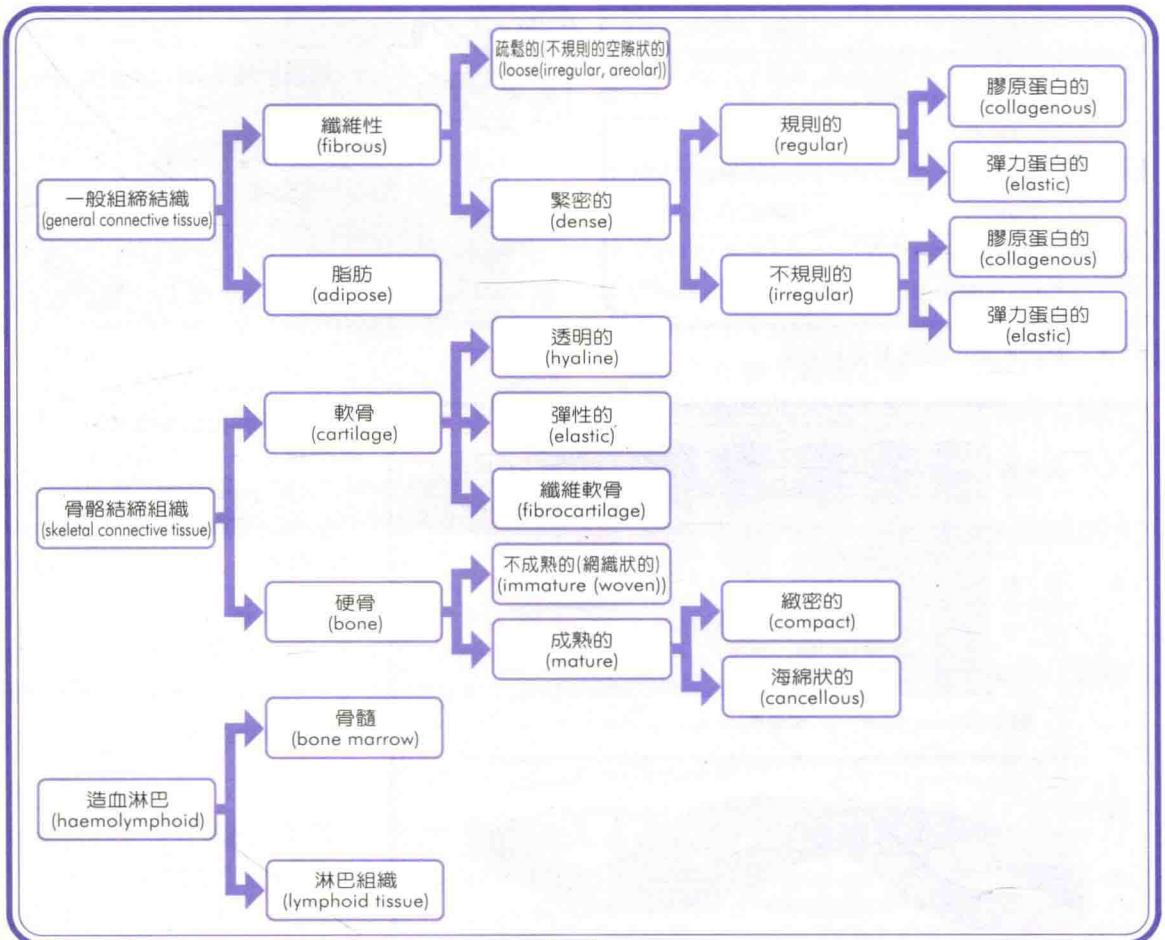 疏鬆的(不規則的空隙狀的)
(loose(irregular, areolar))
纖維性
(fibrous)
規則的
(regular)
膠原蛋白的
(collagenous)
彈力蛋白的
(elastic)
一般組締結織
(general connective tissue)
緊密的
(dense)
脂肪
(adipose)
不規則的
(irregular)
膠原蛋白的
(collagenous)
彈力蛋白的
(elastic)
透明的
(hyaline)
軟骨
(cartilage)
彈性的
(elastic)
纖維軟骨
(fibrocartilage)
骨骼結締組織
(skeletal connective tissue)
不成熟的(網織狀的)
(immature (woven))
硬骨
(bone)
成熟的
(mature)
緻密的
(compact)
海綿狀的
(cancellous)
骨髓
(bone marrow)
造血淋巴
(haemolymphoid)
淋巴組織
(lymphoid tissue)